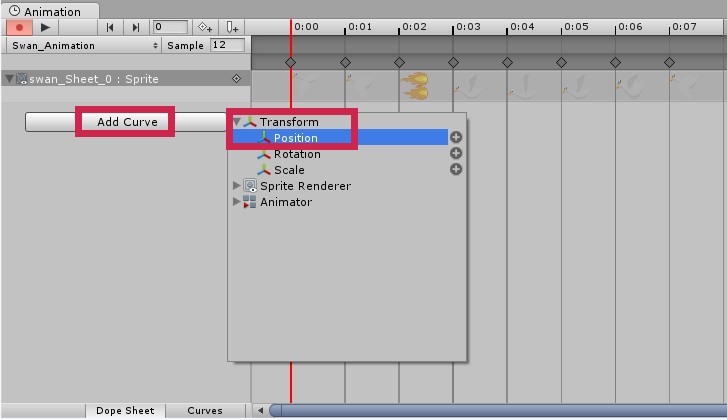 Animation
0 0:00 0:01 0:02 0:03 0:04 0:05 0:06 0:07
Swan_Animation Sample 12
swan_Sheet_0 : Sprite
Add Curve
Transform
Position
Rotation
Scale
Sprite Renderer
Animator
Dope Sheet Curves